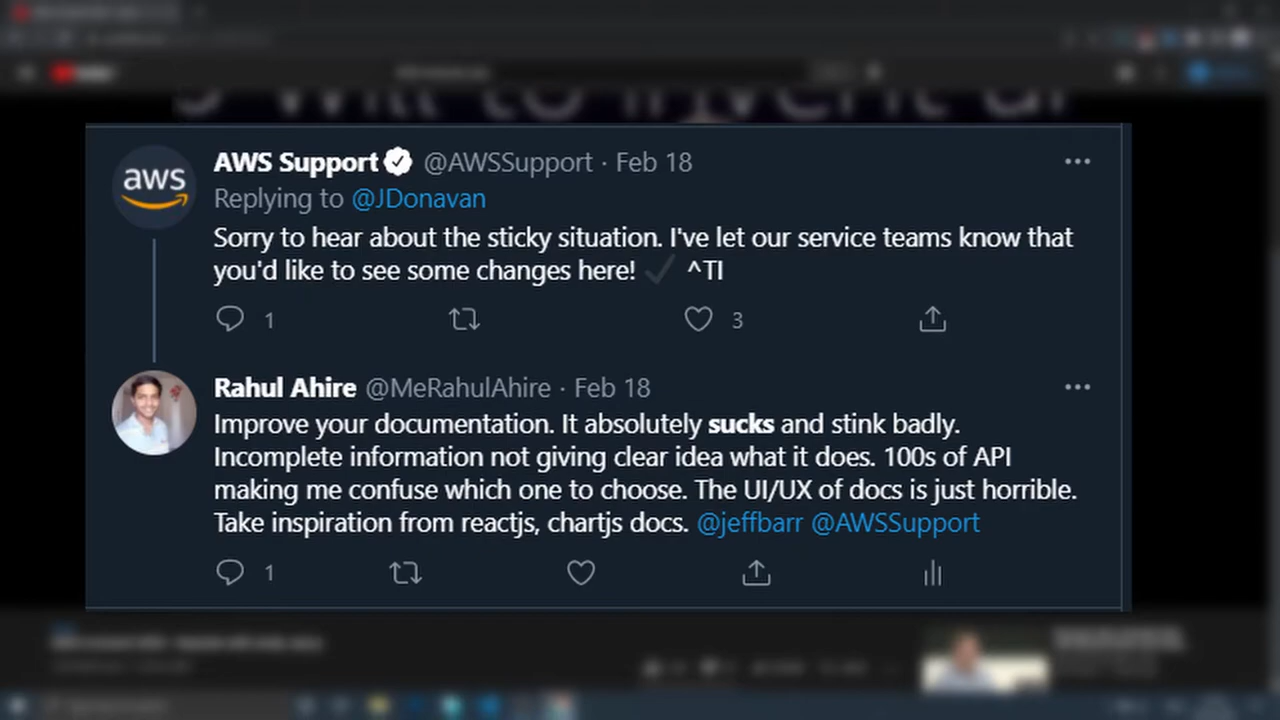 aws
AWS Support @AWSSupport · Feb 18
Replying to @JDonavan
Sorry to hear about the sticky situation. I've let our service teams know that
you'd like to see some changes here! ✔ ^TI
1
3
Rahul Ahire @MeRahulAhire · Feb 18
Improve your documentation. It absolutely sucks and stink badly.
Incomplete information not giving clear idea what it does. 100s of API
making me confuse which one to choose. The UI/UX of docs is just horrible.
Take inspiration from reactjs, chartjs docs. @jeffbarr @AWSSupport
1